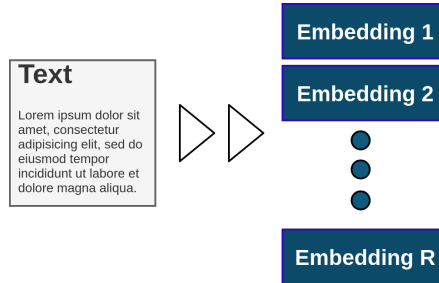 Text
Lorem ipsum dolor sit
amet, consectetur
adipisicing elit, sed do
eiusmod tempor
incididunt ut labore et
dolore magna aliqua.
Embedding 1
Embedding 2
Embedding R